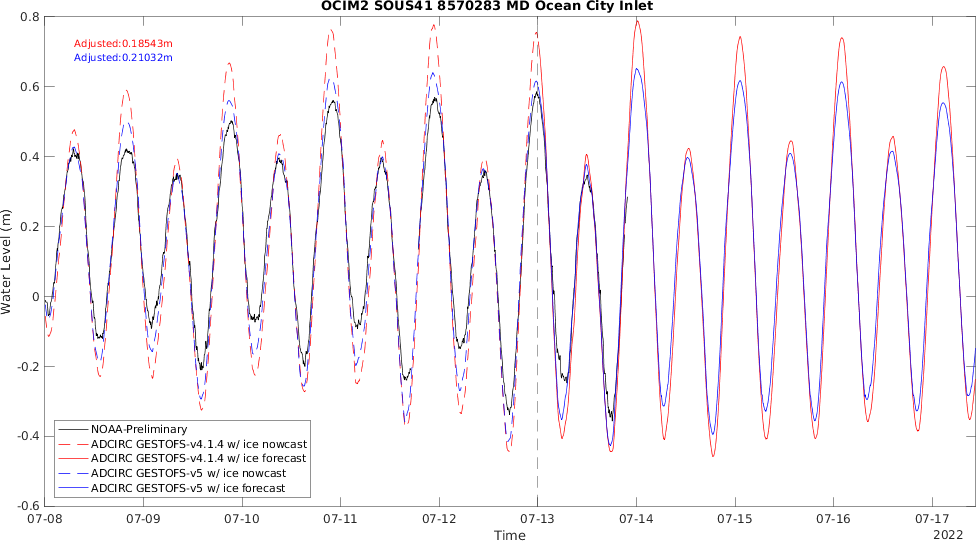 OCIM2 SOUS41 8570283 MD Ocean City Inlet
Adjusted:0.18543m
Adjusted:0.21032m
Water Level (m)
0.8
0.6
0.4
0.2
0
-0.2
-0.4
-0.6
NOAA-Preliminary
ADCIRC GESTOFS-v4.1.4 w/ ice nowcast
ADCIRC GESTOFS-v4.1.4 w/ ice forecast
ADCIRC GESTOFS-v5 w/ ice nowcast
ADCIRC GESTOFS-v5 w/ ice forecast
07-08 07-09 07-10 07-11 07-12 07-13 07-14 07-15 07-16 07-17
Time
2022